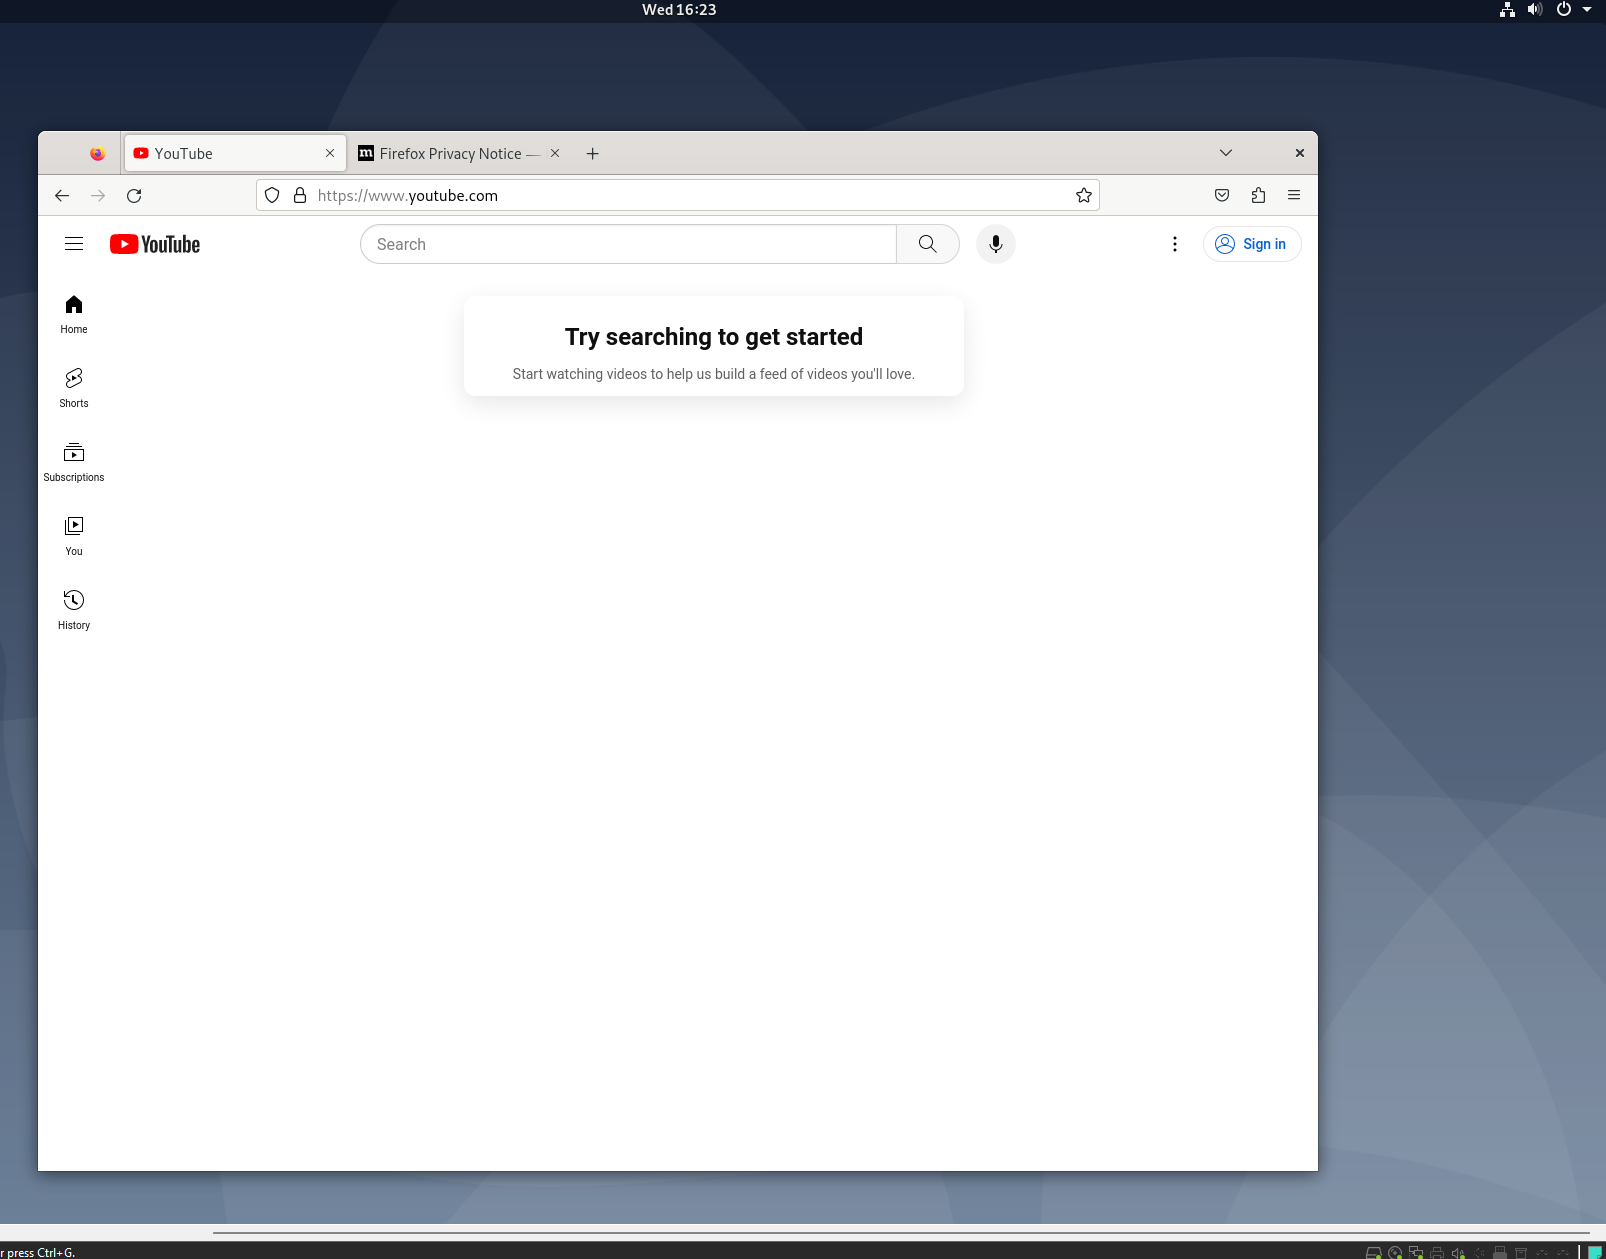 Wed 16:23
YouTube
Firefox Privacy Notice —
https://www.youtube.com
YouTube
Search
Sign in
Home
Shorts
Subscriptions
You
History
Try searching to get started
Start watching videos to help us build a feed of videos you'll love.
r press Ctrl+G.